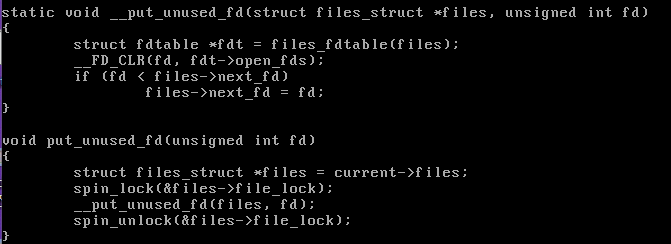 static void __put_unused_fd(struct files_struct *files, unsigned int fd)
{
        struct fdtable *fdt = files_fdtable(files);
        __FD_CLR(fd, fdt->open_fds);
        if (fd < files->next_fd)
                files->next_fd = fd;
}

void put_unused_fd(unsigned int fd)
{
        struct files_struct *files = current->files;
        spin_lock(&files->file_lock);
        __put_unused_fd(files, fd);
        spin_unlock(&files->file_lock);
}